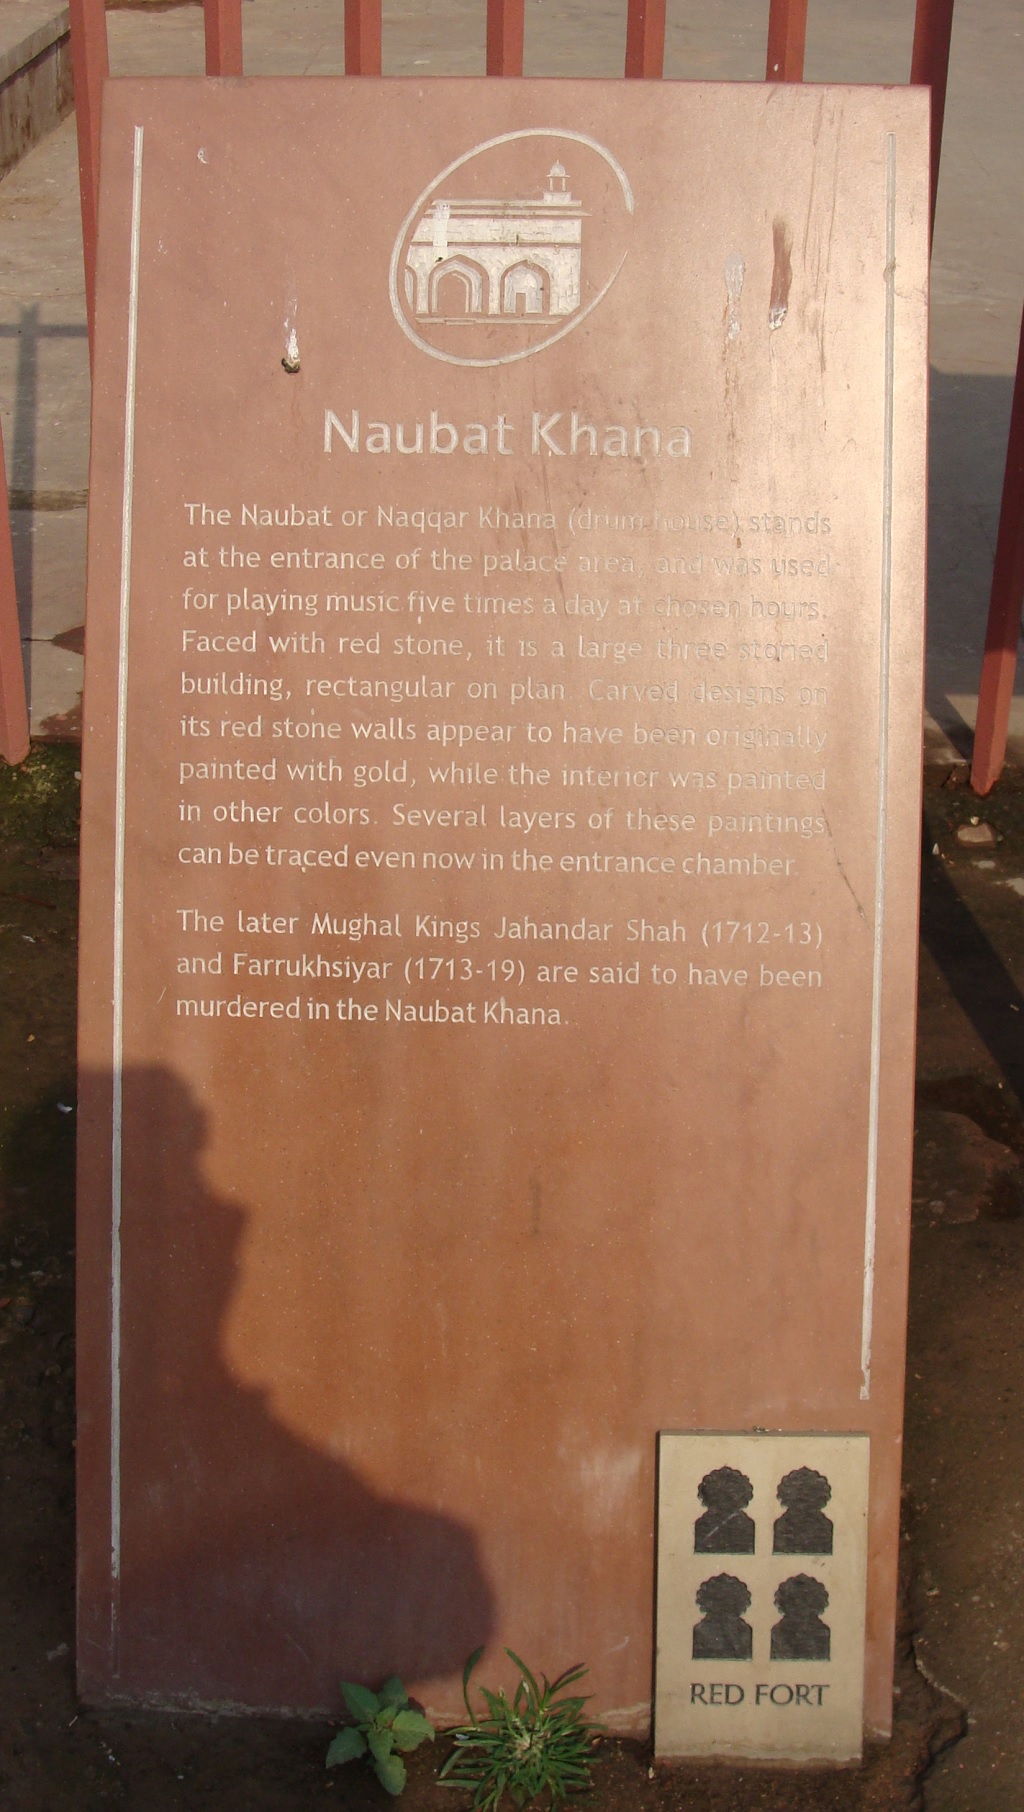 Naubat Khana
The Naubat or Naqqar Khana (drum-house) stands
at the entrance of the palace area, and was used
for playing music five times a day at chosen hours.
Faced with red stone, it is a large three storied
building, rectangular on plan. Carved designs on
its red stone walls appear to have been originally
painted with gold, while the interior was painted
in other colors. Several layers of these paintings
can be traced even now in the entrance chamber.
The later Mughal Kings Jahandar Shah (1712-13)
and Farrukhsiyar (1713-19) are said to have been
murdered in the Naubat Khana.
RED FORT